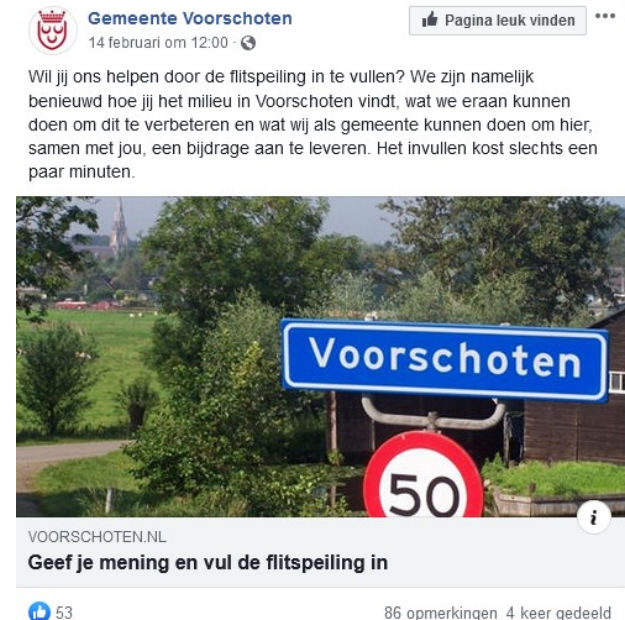 Gemeente Voorschoten
Pagina leuk vinden
14 februari om 12:00 ·
Wil jij ons helpen door de flitspeiling in te vullen? We zijn namelijk
benieuwd hoe jij het milieu in Voorschoten vindt, wat we eraan kunnen
doen om dit te verbeteren en wat wij als gemeente kunnen doen om hier,
samen met jou, een bijdrage aan te leveren. Het invullen kost slechts een
paar minuten.
Voorschoten
50
i
VOORSCHOTEN.NL
Geef je mening en vul de flitspeiling in
53
86 opmerkingen 4 keer gedeeld